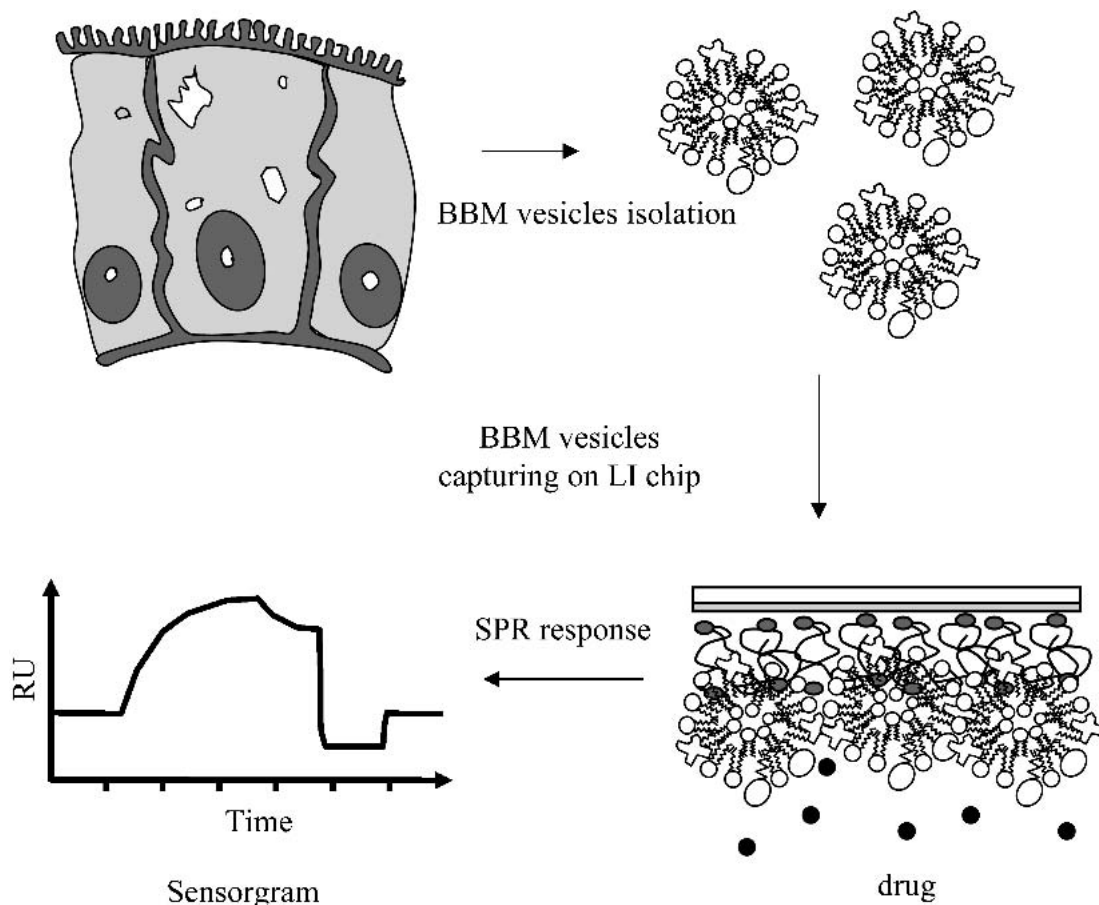 BBM vesicles isolation
BBM vesicles
capturing on LI chip
SPR response
RU
Time
Sensorgram
drug